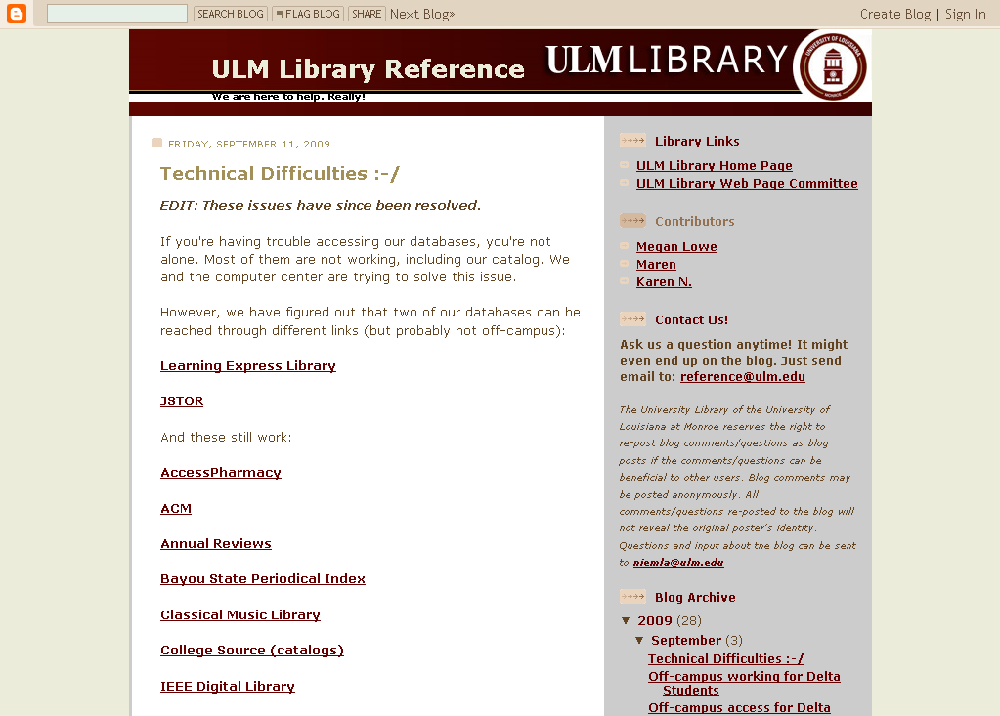 SEARCH BLOG FLAG BLOG SHARE Next Blog» Create Blog | Sign In
ULM Library Reference
ULM LIBRARY
UNIVERSITY OF LOUISIANA
We are here to help. Really!
FRIDAY, SEPTEMBER 11, 2009
Technical Difficulties :-/
EDIT: These issues have since been resolved.
If you're having trouble accessing our databases, you're not
alone. Most of them are not working, including our catalog. We
and the computer center are trying to solve this issue.
However, we have figured out that two of our databases can be
reached through different links (but probably not off-campus):
Learning Express Library
JSTOR
And these still work:
AccessPharmacy
ACM
Annual Reviews
Bayou State Periodical Index
Classical Music Library
College Source (catalogs)
IEEE Digital Library
Library Links
ULM Library Home Page
ULM Library Web Page Committee
Contributors
Megan Lowe
Maren
Karen N.
Contact Us!
Ask us a question anytime! It might
even end up on the blog. Just send
email to: reference@ulm.edu
The University Library of the University of
Louisiana at Monroe reserves the right to
re-post blog comments/questions as blog
posts if the comments/questions can be
beneficial to other users. Blog comments may
be posted anonymously. All
comments/questions re-posted to the blog will
not reveal the original poster's identity.
Questions and input about the blog can be sent
to niemla@ulm.edu
Blog Archive
▼ 2009 (28)
▼ September (3)
Technical Difficulties :-/
Off-campus working for Delta
Students
Off-campus access for Delta